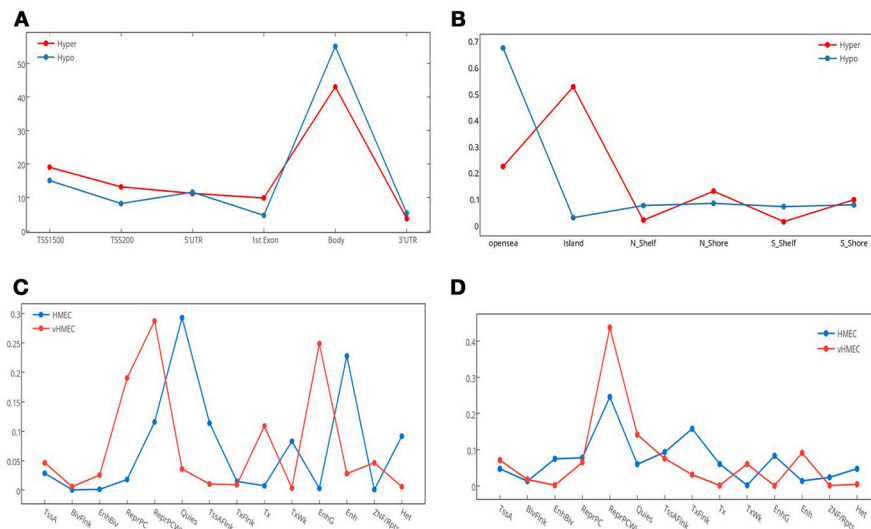 A
Hyper
Hypo
50
40
30
20
10
0
TSS1500 TSS200 5'UTR 1st Exon Body 3'UTR
B
Hyper
Hypo
0.7
0.6
0.5
0.4
0.3
0.2
0.1
0
opensea Island N_Shelf N_Shore S_Shelf S_Shore
C
HMEC
vHMEC
0.3
0.25
0.2
0.15
0.1
0.05
0
TssA BivFlnk EnhBiv ReprPC Quies TssAFlnk TxFlnk Tx TxWk EnhG Enh Het
D
HMEC
vHMEC
0.4
0.3
0.2
0.1
0
TssA BivFlnk EnhBiv ReprPC Quies TssAFlnk TxFlnk Tx TxWk EnhG Enh Het